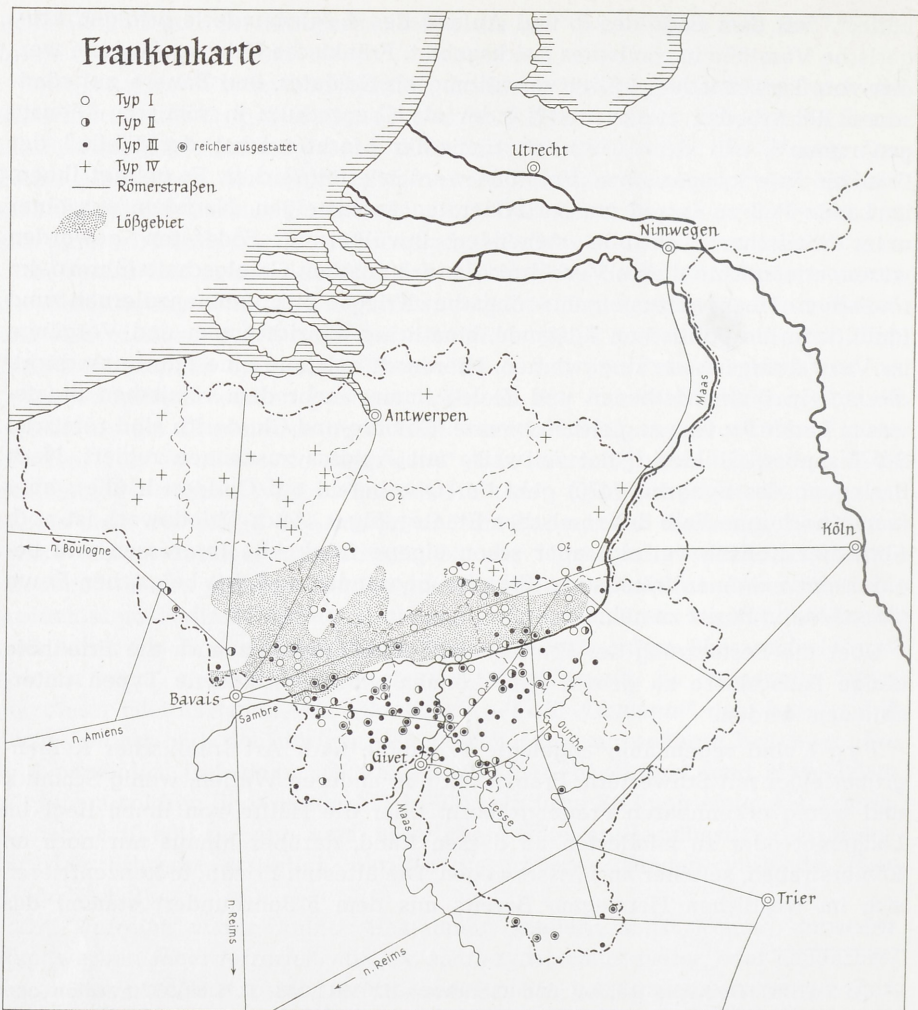 Frankenkarte
Typ I
Typ II
Typ III reicher ausgestattet
Typ IV
Römerstraßen
Lößgebiet
Utrecht
Nimwegen
Maas
Antwerpen
?
Köln
n. Boulogne
?
? ?
Bavais
Sambre
n. Amiens
Ourthe
Givet
Maas
Lesse
Trier
n. Reims
n. Reims